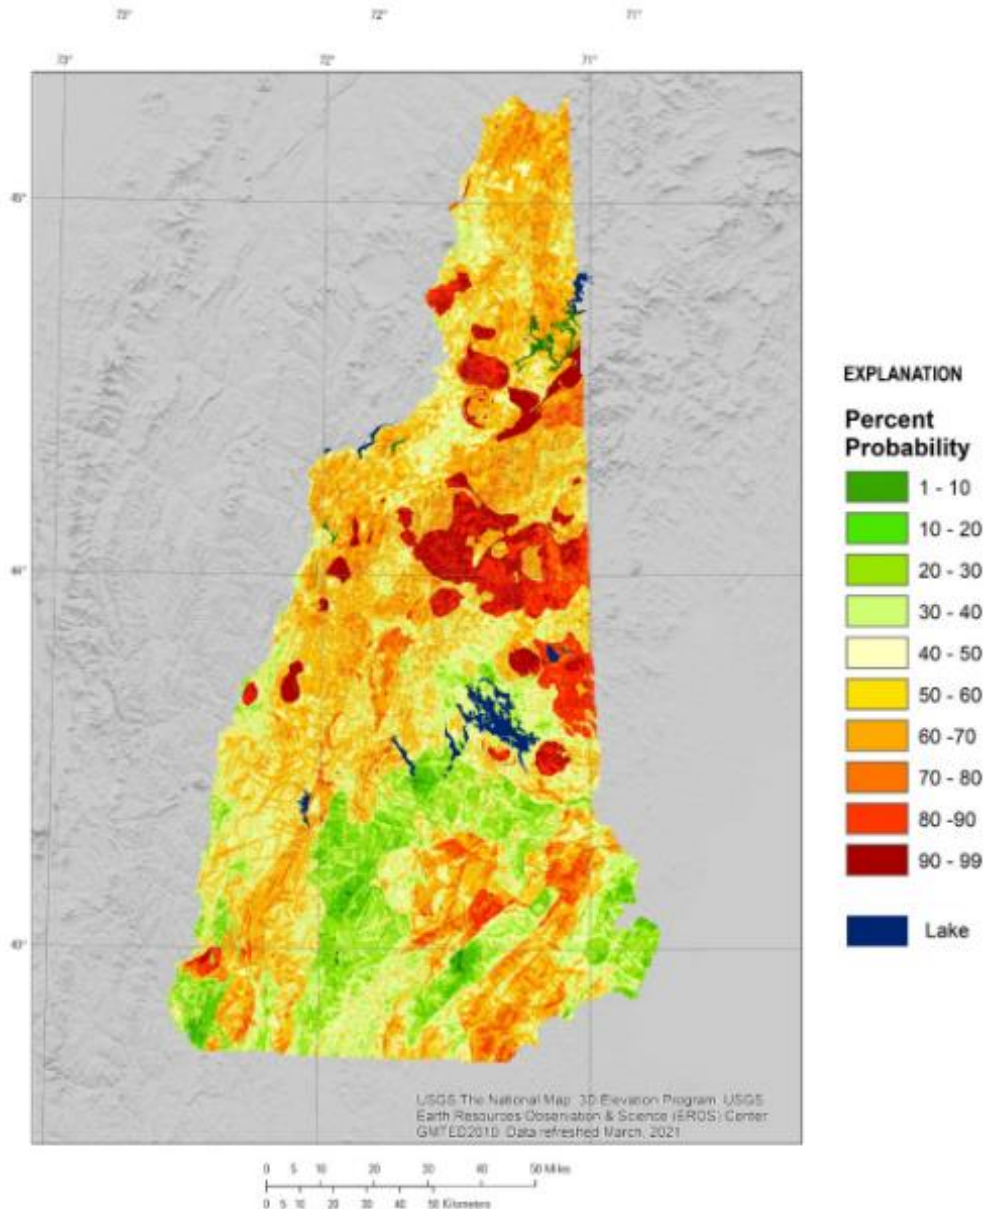 73° 72° 71°
73° 72° 71°
45°
44°
43°
EXPLANATION
Percent
Probability
1 - 10
10 - 20
20 - 30
30 - 40
40 - 50
50 - 60
60 -70
70 - 80
80 -90
90 - 99
Lake
USGS The National Map: 3D Elevation Program. USGS
Earth Resources Observation & Science (EROS) Center:
GMTED2010. Data refreshed March, 2021
0 5 10 20 30 40 50 Miles
0 5 10 20 30 40 50 Kilometers